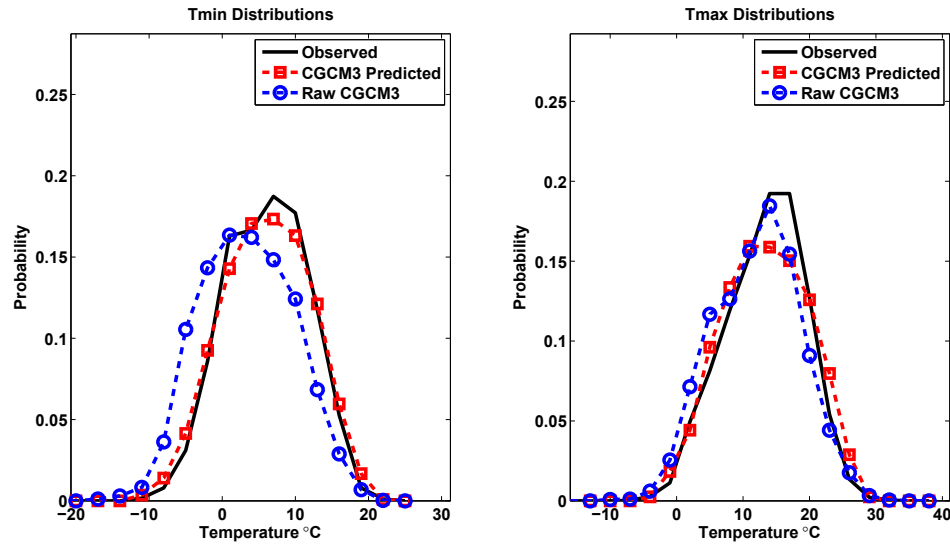 Tmin Distributions
Observed
CGCM3 Predicted
Raw CGCM3
0.25
0.2
0.15
0.1
0.05
0
Probability
−20 −10 0 10 20 30
Temperature °C
Tmax Distributions
Observed
CGCM3 Predicted
Raw CGCM3
0.25
0.2
0.15
0.1
0.05
0
Probability
−10 0 10 20 30 40
Temperature °C